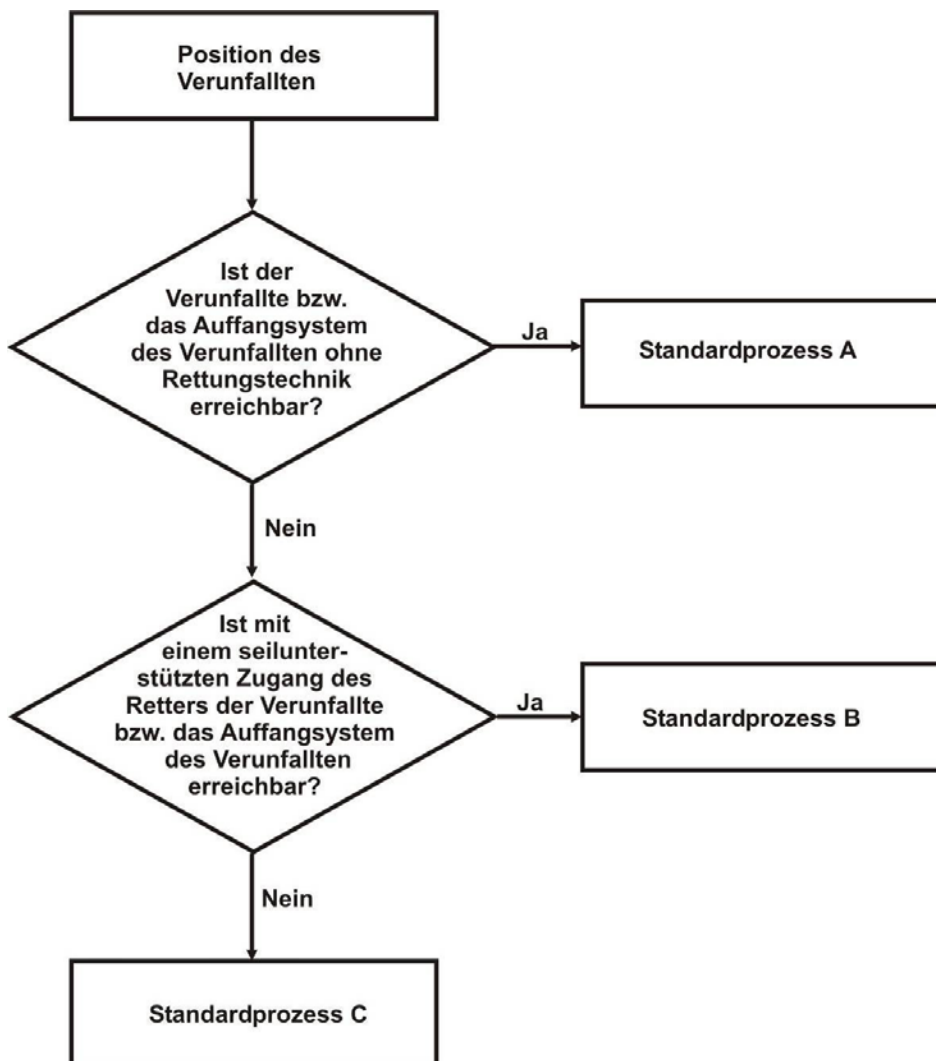 Position des
Verunfallten
Ist der
Verunfallte bzw.
das Auffangsystem
des Verunfallten ohne
Rettungstechnik
erreichbar?
Ja
Standardprozess A
Nein
Ist mit
einem seilunter-
stützten Zugang des
Retters der Verunfallte
bzw. das Auffangsystem
des Verunfallten
erreichbar?
Ja
Standardprozess B
Nein
Standardprozess C